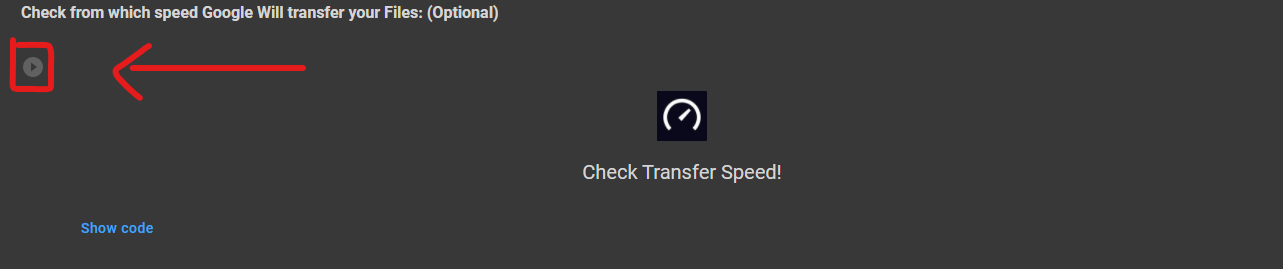 Check from which speed Google Will transfer your Files: (Optional)
Check Transfer Speed!
Show code